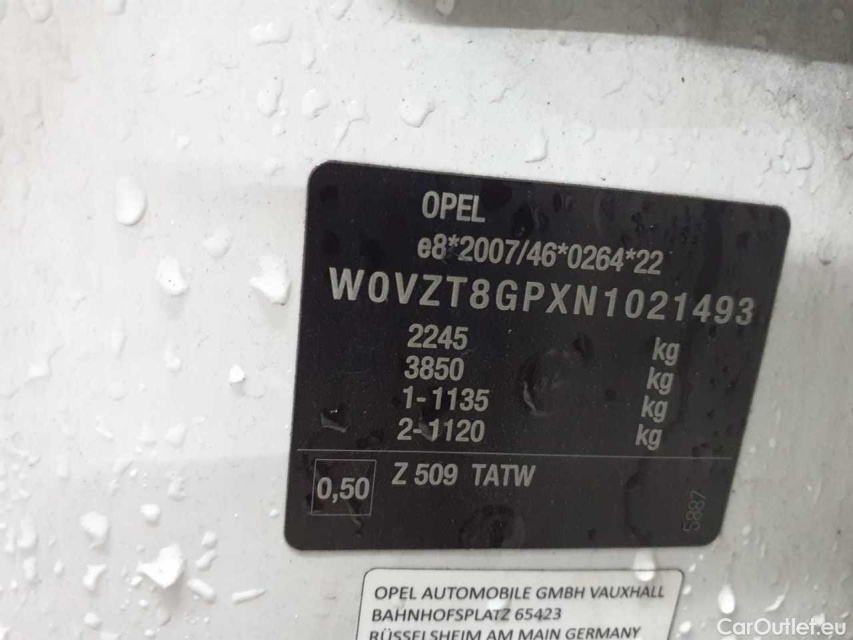 OPEL
e8*2007/46*0264*22
W0VZT8GPXN1021493
2245 kg
3850 kg
1-1135 kg
2-1120 kg
0,50 Z 509 TATW
5887
OPEL AUTOMOBILE GMBH VAUXHALL
BAHNHOFSPLATZ 65423
RÜSSELSHEIM AM MAIN GERMANY
CarOutlet.eu